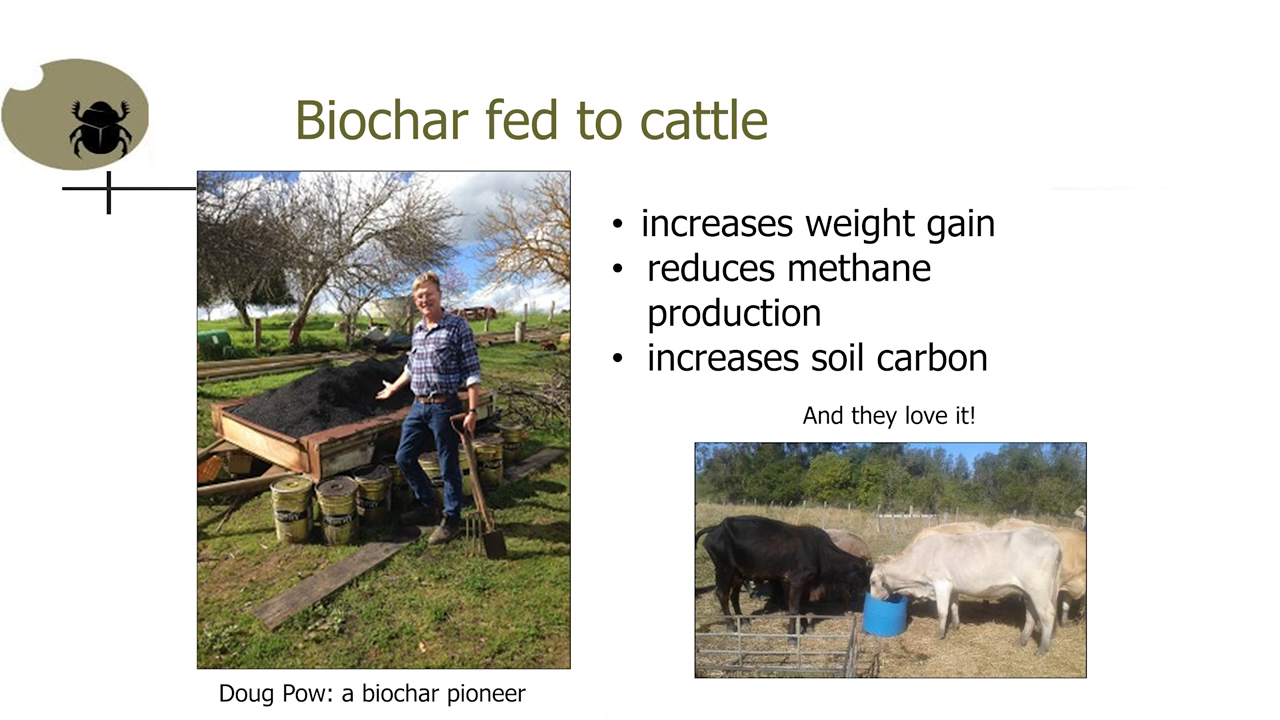 Biochar fed to cattle
• increases weight gain
• reduces methane
production
• increases soil carbon
And they love it!
Doug Pow: a biochar pioneer